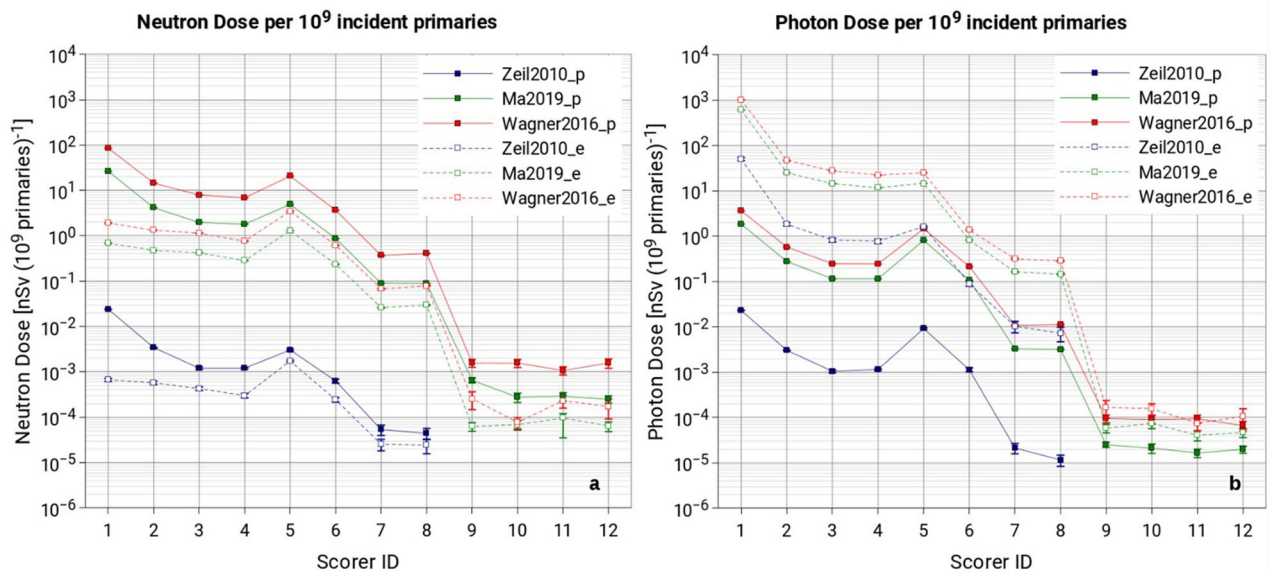 Neutron Dose per 10⁹ incident primaries
Neutron Dose [nSv (10⁹ primaries)⁻¹]
10⁴
10³
10²
10¹
10⁰
10⁻¹
10⁻²
10⁻³
10⁻⁴
10⁻⁵
10⁻⁶
Zeil2010_p
Ma2019_p
Wagner2016_p
Zeil2010_e
Ma2019_e
Wagner2016_e
a
1 2 3 4 5 6 7 8 9 10 11 12
Scorer ID
Photon Dose per 10⁹ incident primaries
Photon Dose [nSv (10⁹ primaries)⁻¹]
10⁴
10³
10²
10¹
10⁰
10⁻¹
10⁻²
10⁻³
10⁻⁴
10⁻⁵
10⁻⁶
Zeil2010_p
Ma2019_p
Wagner2016_p
Zeil2010_e
Ma2019_e
Wagner2016_e
b
1 2 3 4 5 6 7 8 9 10 11 12
Scorer ID